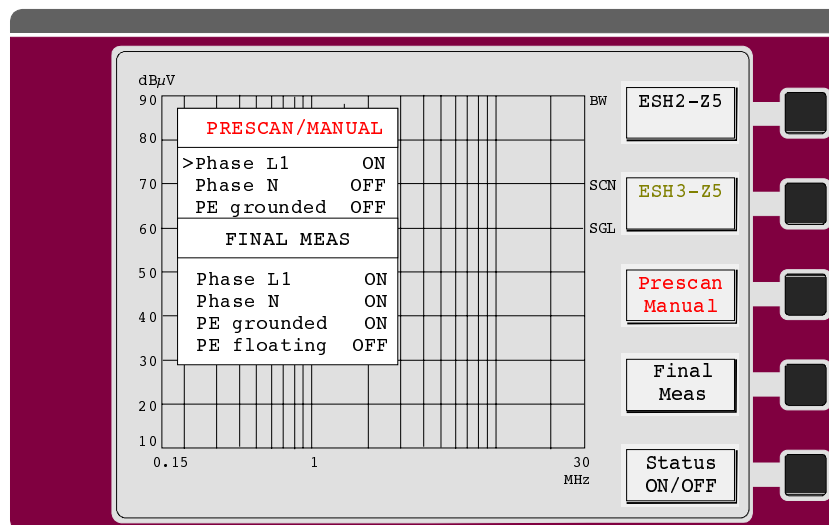 dBµV
90
80
70
60
50
40
30
20
10
0.15
1
30
MHz
BW
SCN
SGL
PRESCAN/MANUAL
>Phase L1 ON
Phase N OFF
PE grounded OFF
FINAL MEAS
Phase L1 ON
Phase N ON
PE grounded ON
PE floating OFF
ESH2-Z5
ESH3-Z5
Prescan
Manual
Final
Meas
Status
ON/OFF